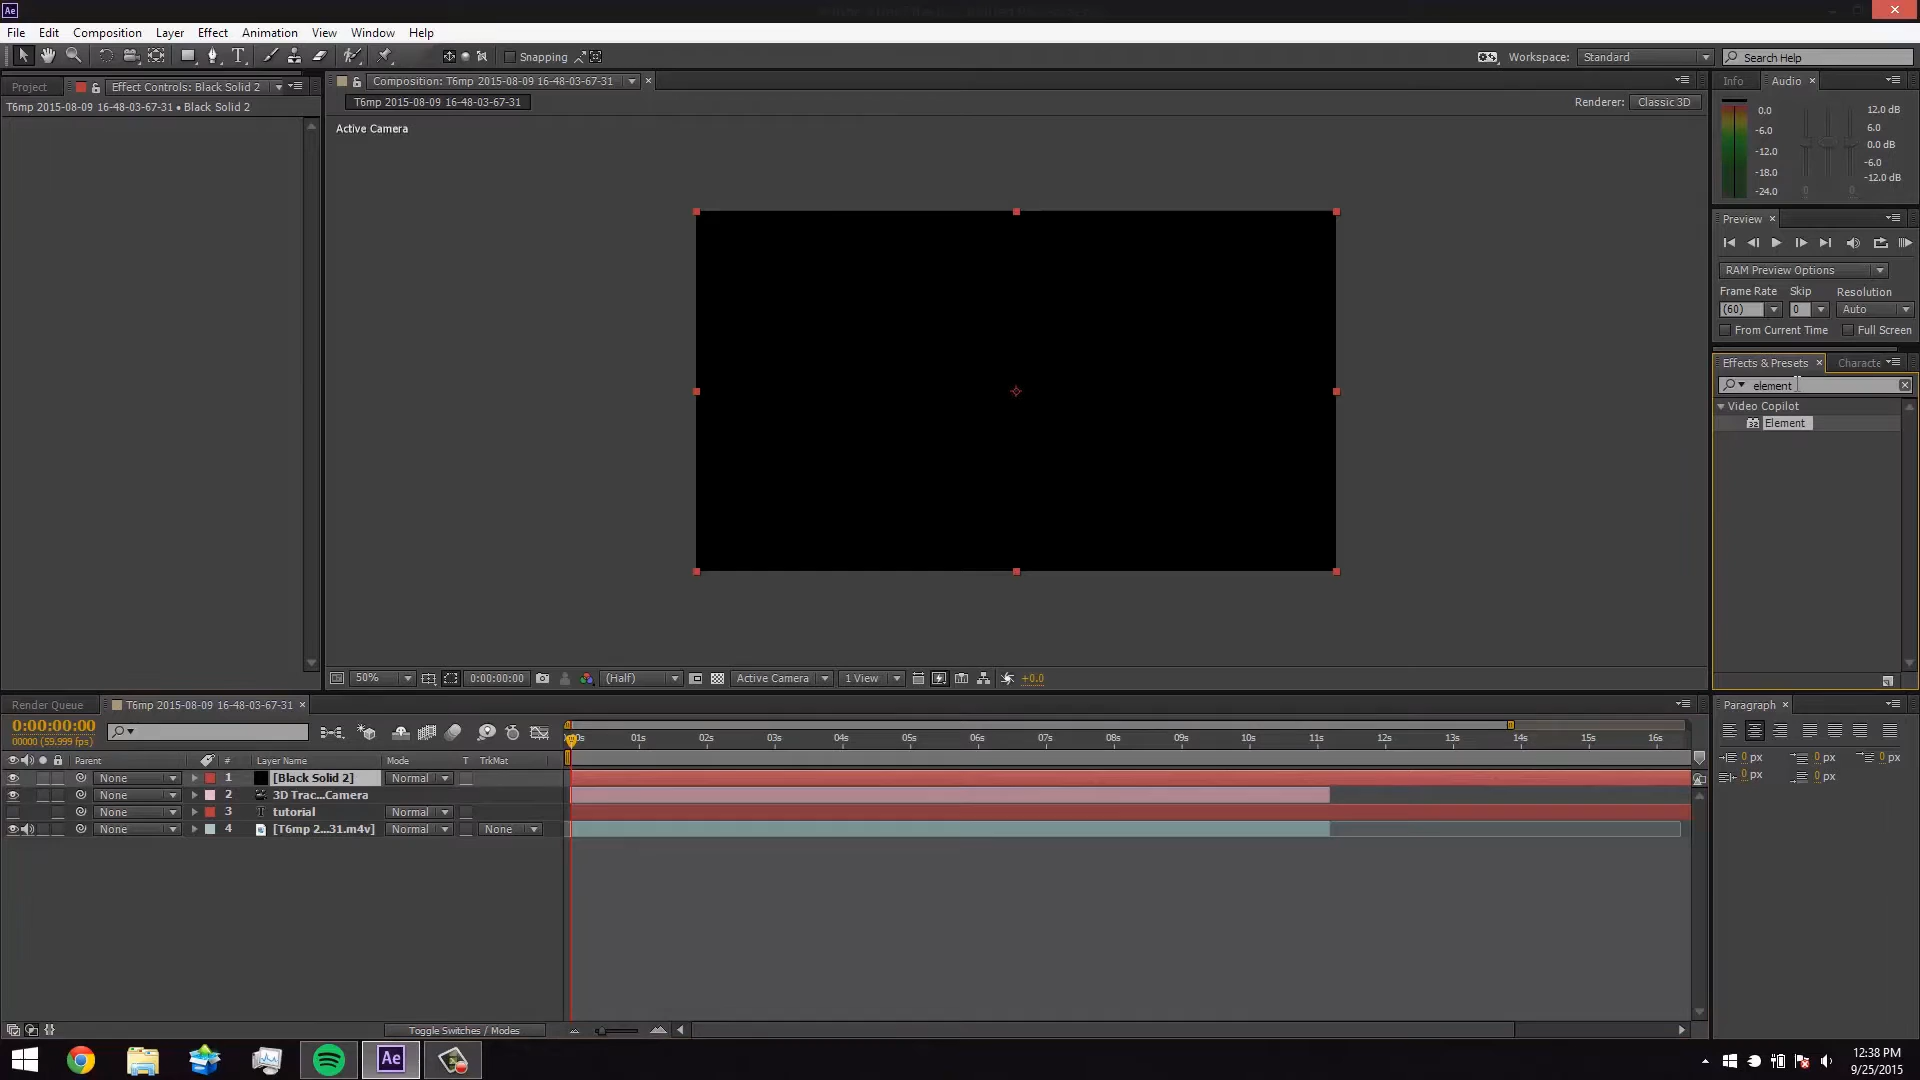 Ae
File Edit Composition Layer Effect Animation View Window Help
Snapping
Workspace: Standard
Search Help
Project
Effect Controls: Black Solid 2
T6mp 2015-08-09 16-48-03-67-31 • Black Solid 2
Composition: T6mp 2015-08-09 16-48-03-67-31
T6mp 2015-08-09 16-48-03-67-31
Renderer: Classic 3D
Active Camera
Info Audio
0.0
-6.0
-12.0
-18.0
-24.0
12.0 dB
6.0
0.0 dB
-6.0
-12.0 dB
0 0
Preview
RAM Preview Options
Frame Rate Skip Resolution
(60) 0 Auto
From Current Time Full Screen
Effects & Presets Characte
element
Video Copilot
32 Element
50% 0:00:00:00 (Half) Active Camera 1 View +0.0
Render Queue T6mp 2015-08-09 16-48-03-67-31
0:00:00:00
00000 (59.999 fps)
Parent # Layer Name Mode T TrkMat
01s 02s 03s 04s 05s 06s 07s 08s 09s 10s 11s 12s 13s 14s 15s 16s
None 1 [Black Solid 2] Normal
None 2 3D Trac...Camera
None 3 T tutorial Normal
None 4 [T6mp 2...31.m4v] Normal None
Toggle Switches / Modes
Paragraph
0 px 0 px 0 px
0 px 0 px
Ae
12:38 PM
9/25/2015